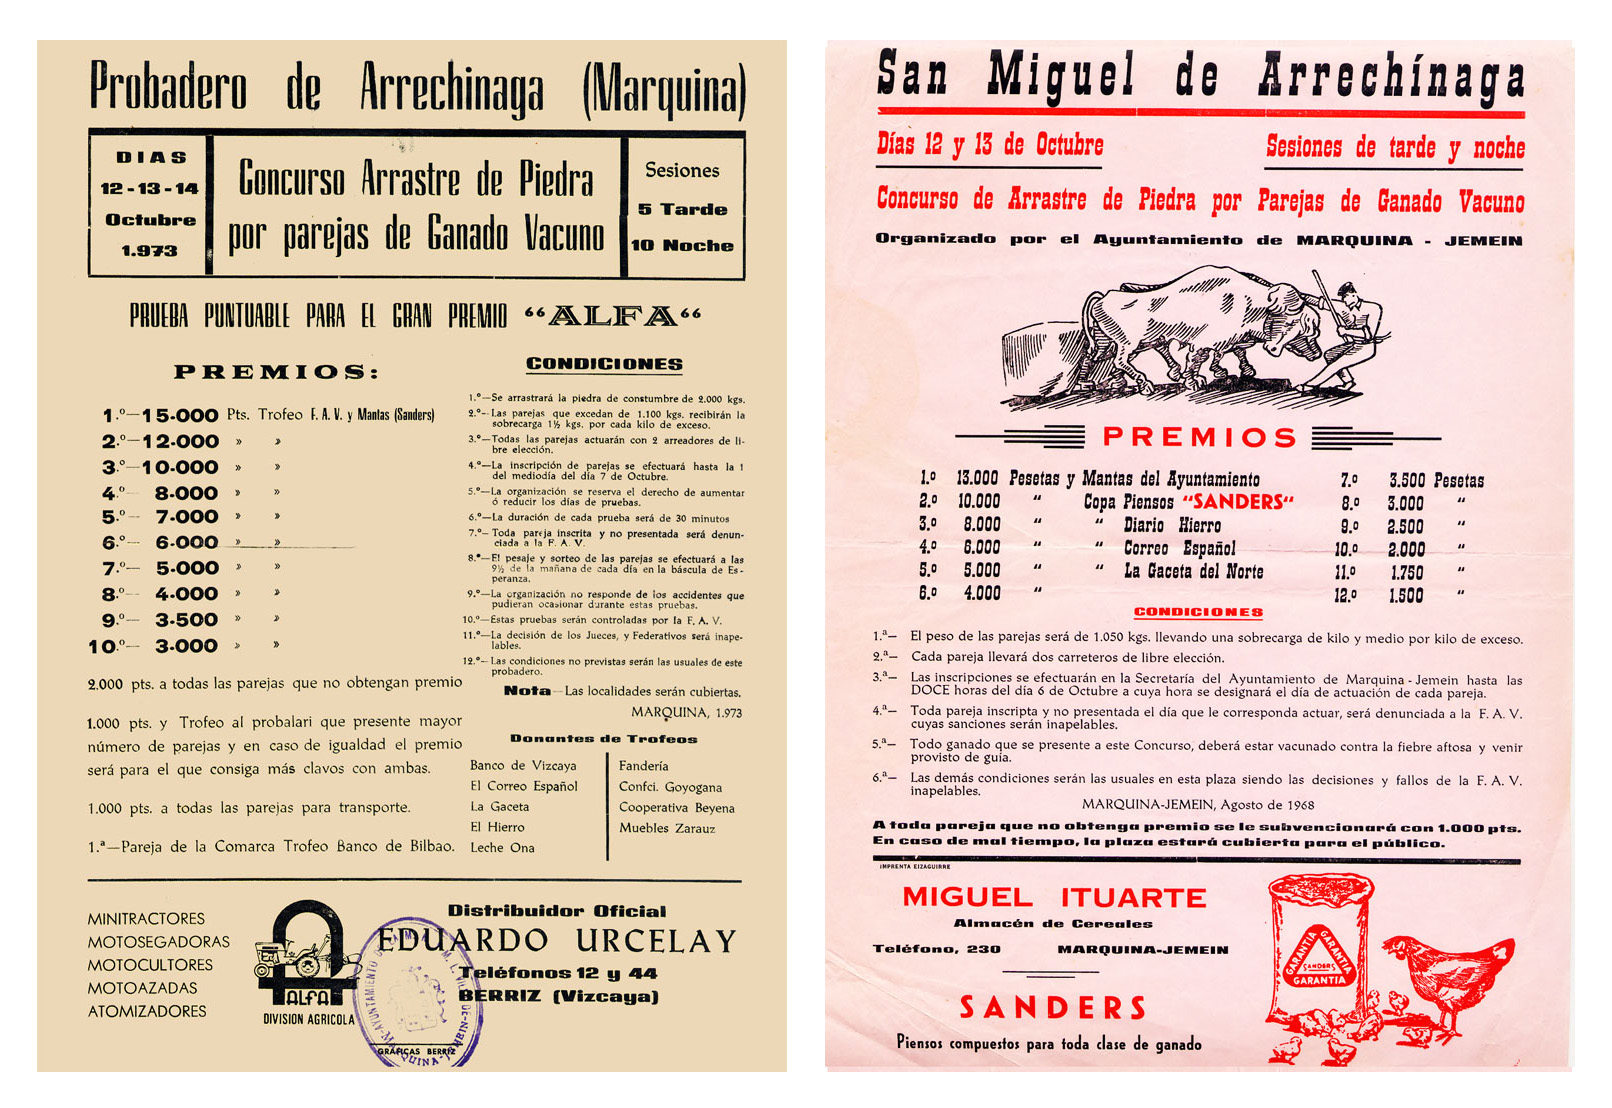 Probadero de Arrechinaga (Marquina)
DIAS
12-13-14
Octubre
1.973
Concurso Arrastre de Piedra
por parejas de Ganado Vacuno
Sesiones
5 Tarde
10 Noche
PRUEBA PUNTUABLE PARA EL GRAN PREMIO “ALFA“
PREMIOS:
1.º—15.000 Pts. Trofeo F. A. V. y Mantas (Sanders)
2.º—12.000 » »
3.º—10.000 » »
4.º— 8.000 » »
5.º— 7.000 » »
6.º— 6.000 » »
7.º— 5.000 » »
8.º— 4.000 » »
9.º— 3.500 » »
10.º— 3.000 » »
2.000 pts. a todas las parejas que no obtengan premio
1.000 pts. y Trofeo al probalari que presente mayor
número de parejas y en caso de igualdad el premio
será para el que consiga más clavos con ambas.
1.000 pts. a todas las parejas para transporte.
1.ª—Pareja de la Comarca Trofeo Banco de Bilbao.
CONDICIONES
1.º—Se arrastrará la piedra de constumbre de 2.000 kgs.
2.º—Las parejas que excedan de 1.100 kgs. recibirán la
sobrecarga 1½ kgs. por cada kilo de exceso.
3.º—Todas las parejas actuarán con 2 arreadores de li-
bre elección.
4.º—La inscripción de parejas se efectuará hasta la 1
del mediodía del día 7 de Octubre.
5.º—La organización se reserva el derecho de aumentar
ó reducir los días de pruebas.
6.º—La duración de cada prueba será de 30 minutos
7.º—Toda pareja inscrita y no presentada será denun-
ciada a la F. A. V.
8.º—El pesaje y sorteo de las parejas se efectuará a las
9½ de la mañana de cada día en la báscula de Es-
peranza.
9.º—La organización no responde de los accidentes que
pudieran ocasionar durante estas pruebas.
10.º—Estas pruebas serán controladas por la F. A. V.
11.º—La decisión de los Jueces, y Federativos será inape-
lables.
12.º—Las condiciones no previstas serán las usuales de este
probadero.
Nota—Las localidades serán cubiertas.
MARQUINA, 1.973
Donantes de Trofeos
Banco de Vizcaya
El Correo Español
La Gaceta
El Hierro
Leche Ona
Fandería
Confci. Goyogana
Cooperativa Beyena
Muebles Zarauz
MINITRACTORES
MOTOSEGADORAS
MOTOCULTORES
MOTOAZADAS
ATOMIZADORES
ALFA
DIVISION AGRICOLA
Distribuidor Oficial
EDUARDO URCELAY
Teléfonos 12 y 44
BERRIZ (Vizcaya)
GRAFICAS BERRIZ
San Miguel de Arrechínaga
Días 12 y 13 de Octubre
Sesiones de tarde y noche
Concurso de Arrastre de Piedra por Parejas de Ganado Vacuno
Organizado por el Ayuntamiento de MARQUINA - JEMEIN
PREMIOS
1.º 13.000 Pesetas y Mantas del Ayuntamiento
2.º 10.000 “ Copa Piensos “SANDERS“
3.º 8.000 “ “ Diario Hierro
4.º 6.000 “ “ Correo Español
5.º 5.000 “ “ La Gaceta del Norte
6.º 4.000 “
7.º 3.500 Pesetas
8.º 3.000 “
9.º 2.500 “
10.º 2.000 “
11.º 1.750 “
12.º 1.500 “
CONDICIONES
1.ª— El peso de las parejas será de 1.050 kgs. llevando una sobrecarga de kilo y medio por kilo de exceso.
2.ª— Cada pareja llevará dos carreteros de libre elección.
3.ª— Las inscripciones se efectuarán en la Secretaría del Ayuntamiento de Marquina - Jemein hasta las
DOCE horas del día 6 de Octubre a cuya hora se designará el día de actuación de cada pareja.
4.ª— Toda pareja inscripta y no presentada el día que le corresponda actuar, será denunciada a la F. A. V.
cuyas sanciones serán inapelables.
5.ª— Todo ganado que se presente a este Concurso, deberá estar vacunado contra la fiebre aftosa y venir
provisto de guía.
6.ª— Las demás condiciones serán las usuales en esta plaza siendo las decisiones y fallos de la F. A. V.
inapelables.
MARQUINA-JEMEIN, Agosto de 1968
A toda pareja que no obtenga premio se le subvencionará con 1.000 pts.
En caso de mal tiempo, la plaza estará cubierta para el público.
IMPRENTA EIZAGUIRRE
MIGUEL ITUARTE
Almacén de Cereales
Teléfono, 230 MARQUINA-JEMEIN
SANDERS
Piensos compuestos para toda clase de ganado
GARANTIA GARANTIA
SANDERS
GARANTIA